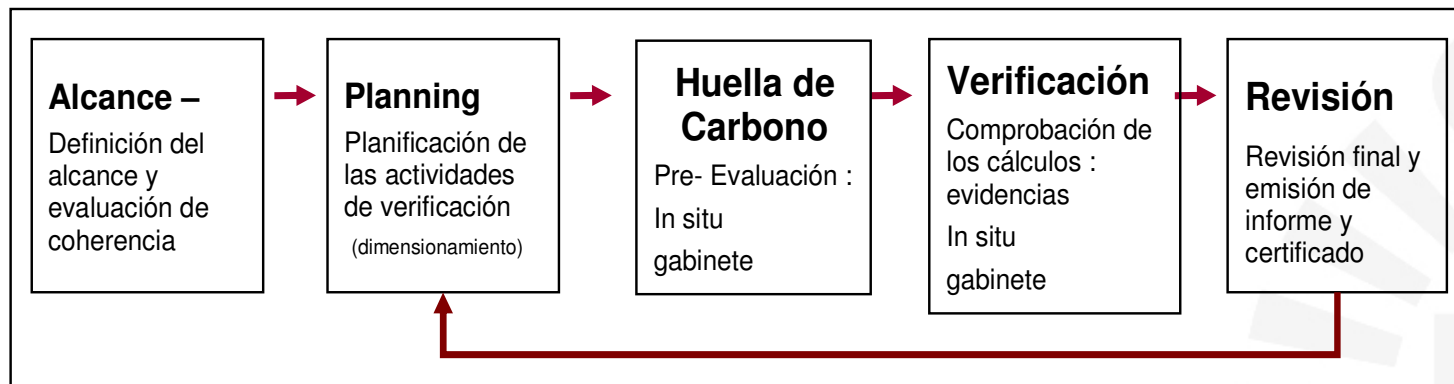 Alcance –
Definición del
alcance y
evaluación de
coherencia
Planning
Planificación de
las actividades
de verificación
(dimensionamiento)
Huella de
Carbono
Pre- Evaluación :
In situ
gabinete
Verificación
Comprobación de
los cálculos :
evidencias
In situ
gabinete
Revisión
Revisión final y
emisión de
informe y
certificado